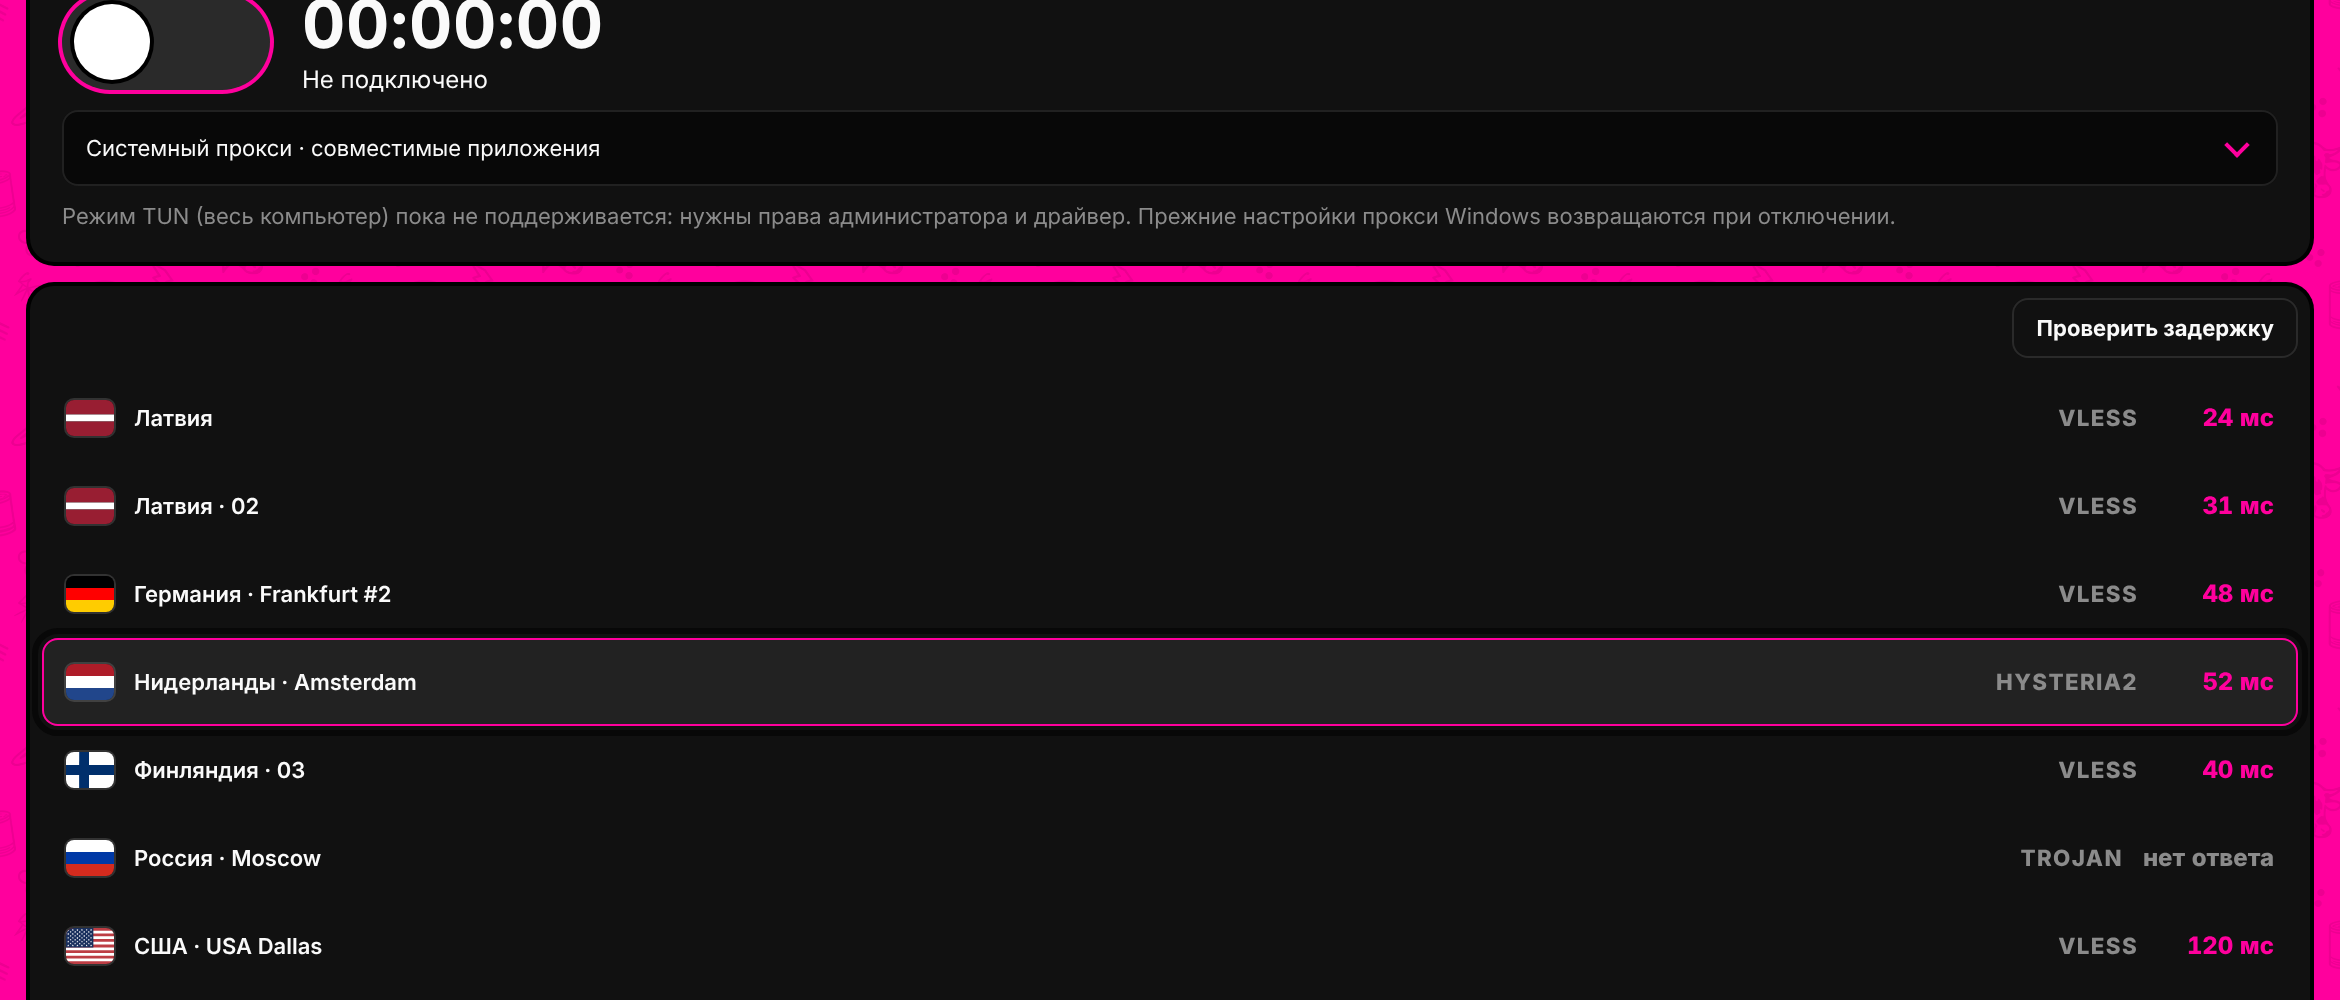 00:00:00
Не подключено
Системный прокси · совместимые приложения
Режим TUN (весь компьютер) пока не поддерживается: нужны права администратора и драйвер. Прежние настройки прокси Windows возвращаются при отключении.
Проверить задержку
Латвия VLESS 24 мс
Латвия · 02 VLESS 31 мс
Германия · Frankfurt #2 VLESS 48 мс
Нидерланды · Amsterdam HYSTERIA2 52 мс
Финляндия · 03 VLESS 40 мс
Россия · Moscow TROJAN нет ответа
США · USA Dallas VLESS 120 мс